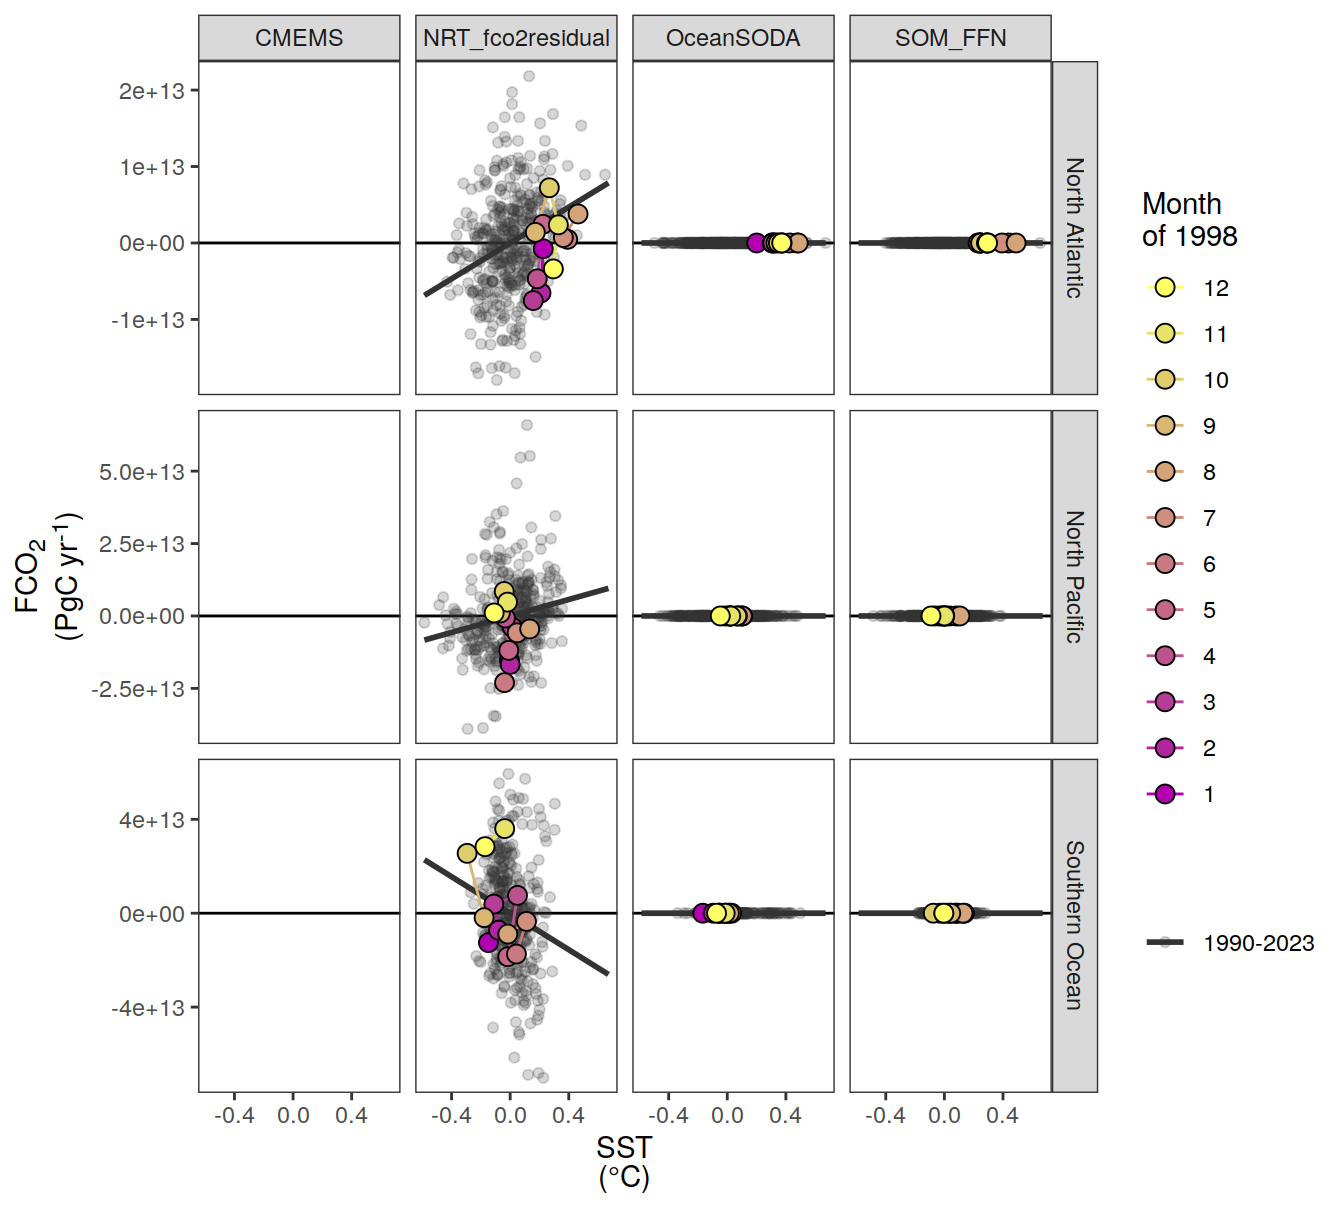 CMEMS NRT_fco2residual OceanSODA SOM_FFN
2e+13
1e+13
0e+00
-1e+13
North Atlantic
5.0e+13
2.5e+13
0.0e+00
-2.5e+13
North Pacific
4e+13
0e+00
-4e+13
Southern Ocean
-0.4 0.0 0.4 -0.4 0.0 0.4 -0.4 0.0 0.4 -0.4 0.0 0.4
SST
(°C)
FCO₂
(PgC yr⁻¹)
Month
of 1998
12
11
10
9
8
7
6
5
4
3
2
1
1990-2023